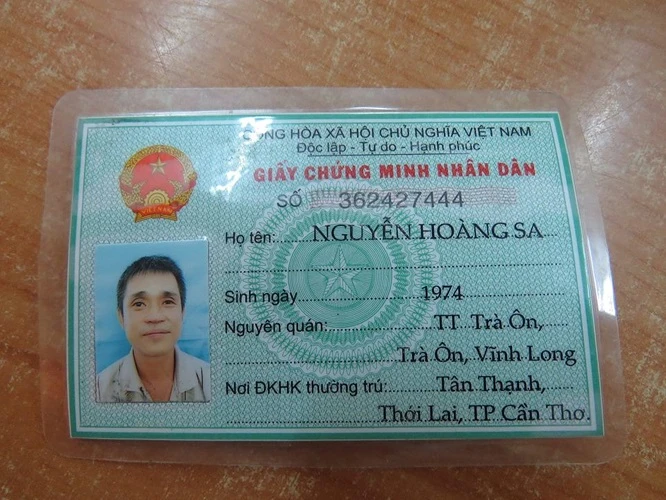 CỘNG HÒA XÃ HỘI CHỦ NGHĨA VIỆT NAM
Độc lập - Tự do - Hạnh phúc
GIẤY CHỨNG MINH NHÂN DÂN
SỐ 362427444
Họ tên: NGUYỄN HOÀNG SA
Sinh ngày 1974
Nguyên quán: TT Trà Ôn,
Trà Ôn, Vĩnh Long
Nơi ĐKHK thường trú: Tân Thạnh,
Thới Lai, TP Cần Thơ.
VIỆT NAM